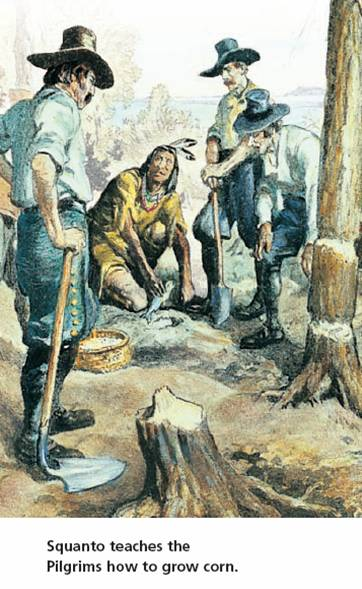 Squanto teaches the
Pilgrims how to grow corn.